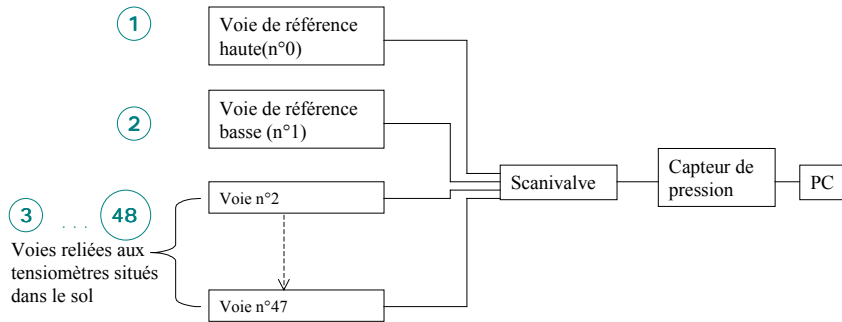 1
Voie de référence
haute(n°0)
2
Voie de référence
basse (n°1)
Scanivalve
Capteur de
pression
PC
3 ... 48
Voie n°2
Voies reliées aux
tensiomètres situés
dans le sol
Voie n°47